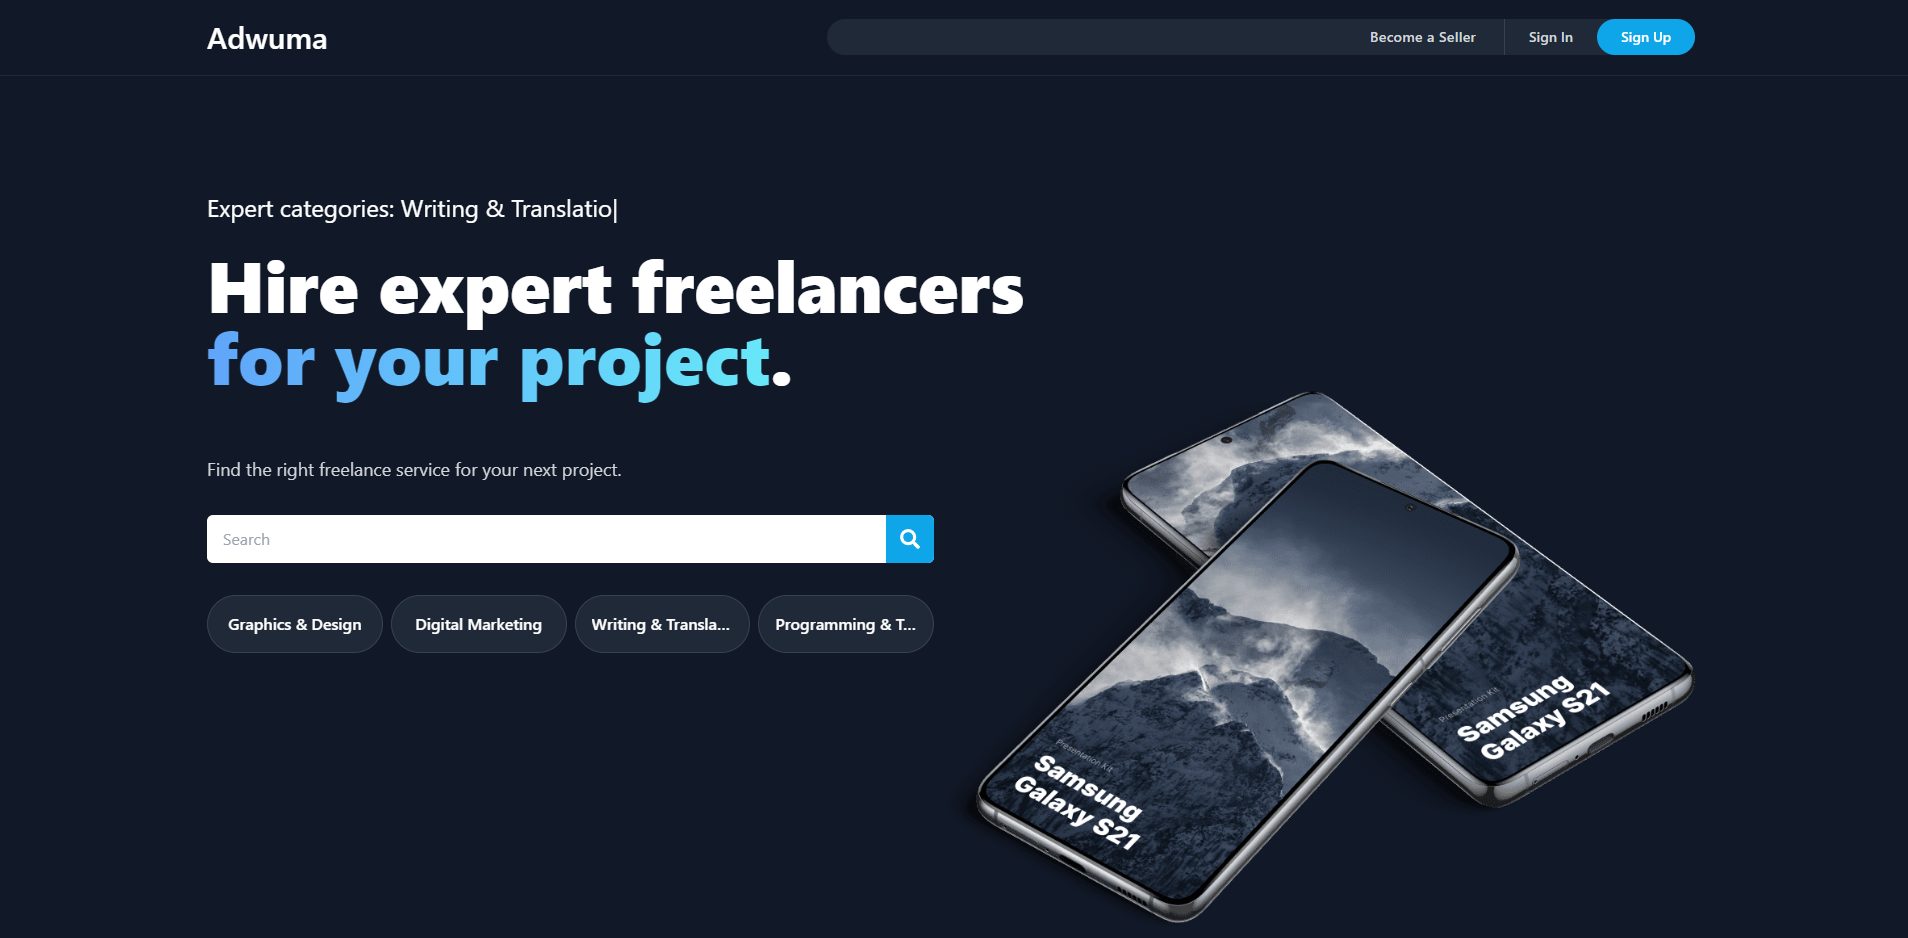 Adwuma
Become a Seller
Sign In
Sign Up
Expert categories: Writing & Translatio|
Hire expert freelancers
for your project.
Find the right freelance service for your next project.
Search
Graphics & Design
Digital Marketing
Writing & Transla...
Programming & T...
Presentation Kit
Samsung
Galaxy S21
Presentation Kit
Samsung
Galaxy S21